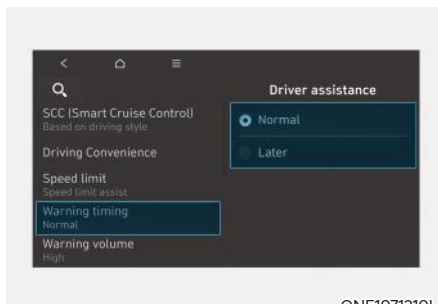 Driver assistance
SCC (Smart Cruise Control)
Based on driving style
Driving Convenience
Speed limit
Speed limit assist
Warning timing
Normal
Warning volume
High
Normal
Later